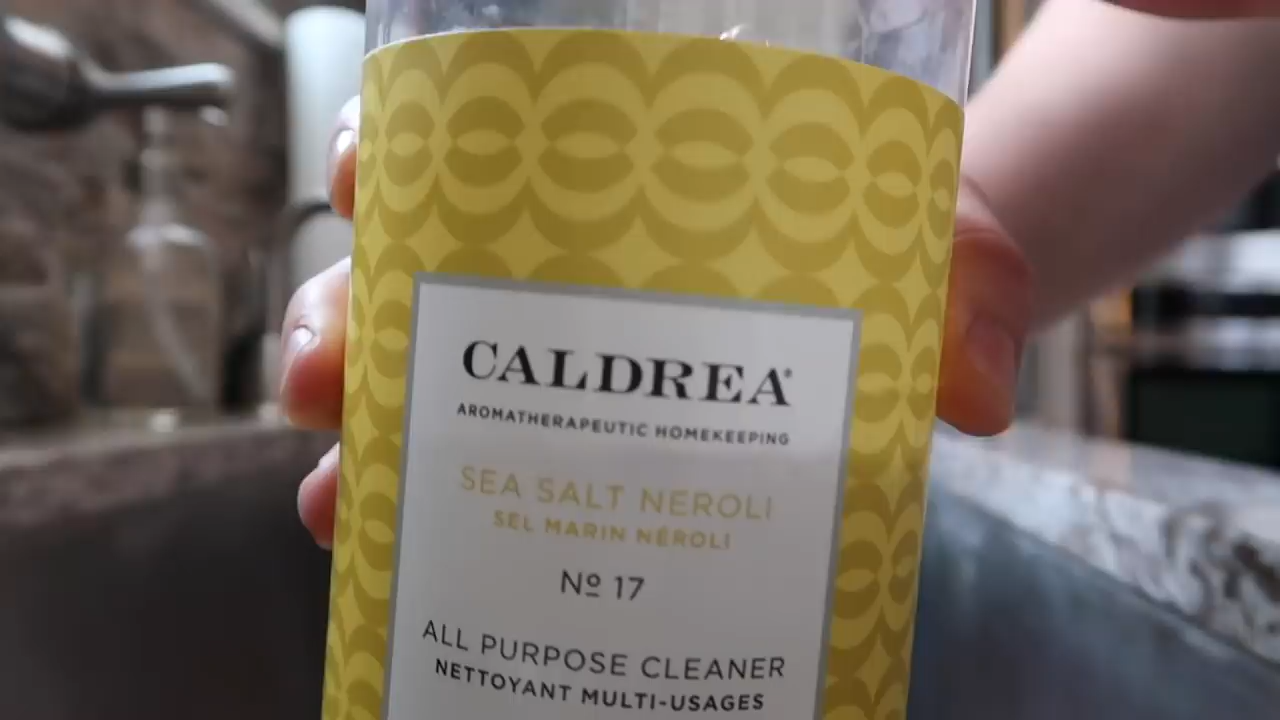 CALDREA®
AROMATHERAPEUTIC HOMEKEEPING
SEA SALT NEROLI
SEL MARIN NÉROLI
Nº 17
ALL PURPOSE CLEANER
NETTOYANT MULTI-USAGES